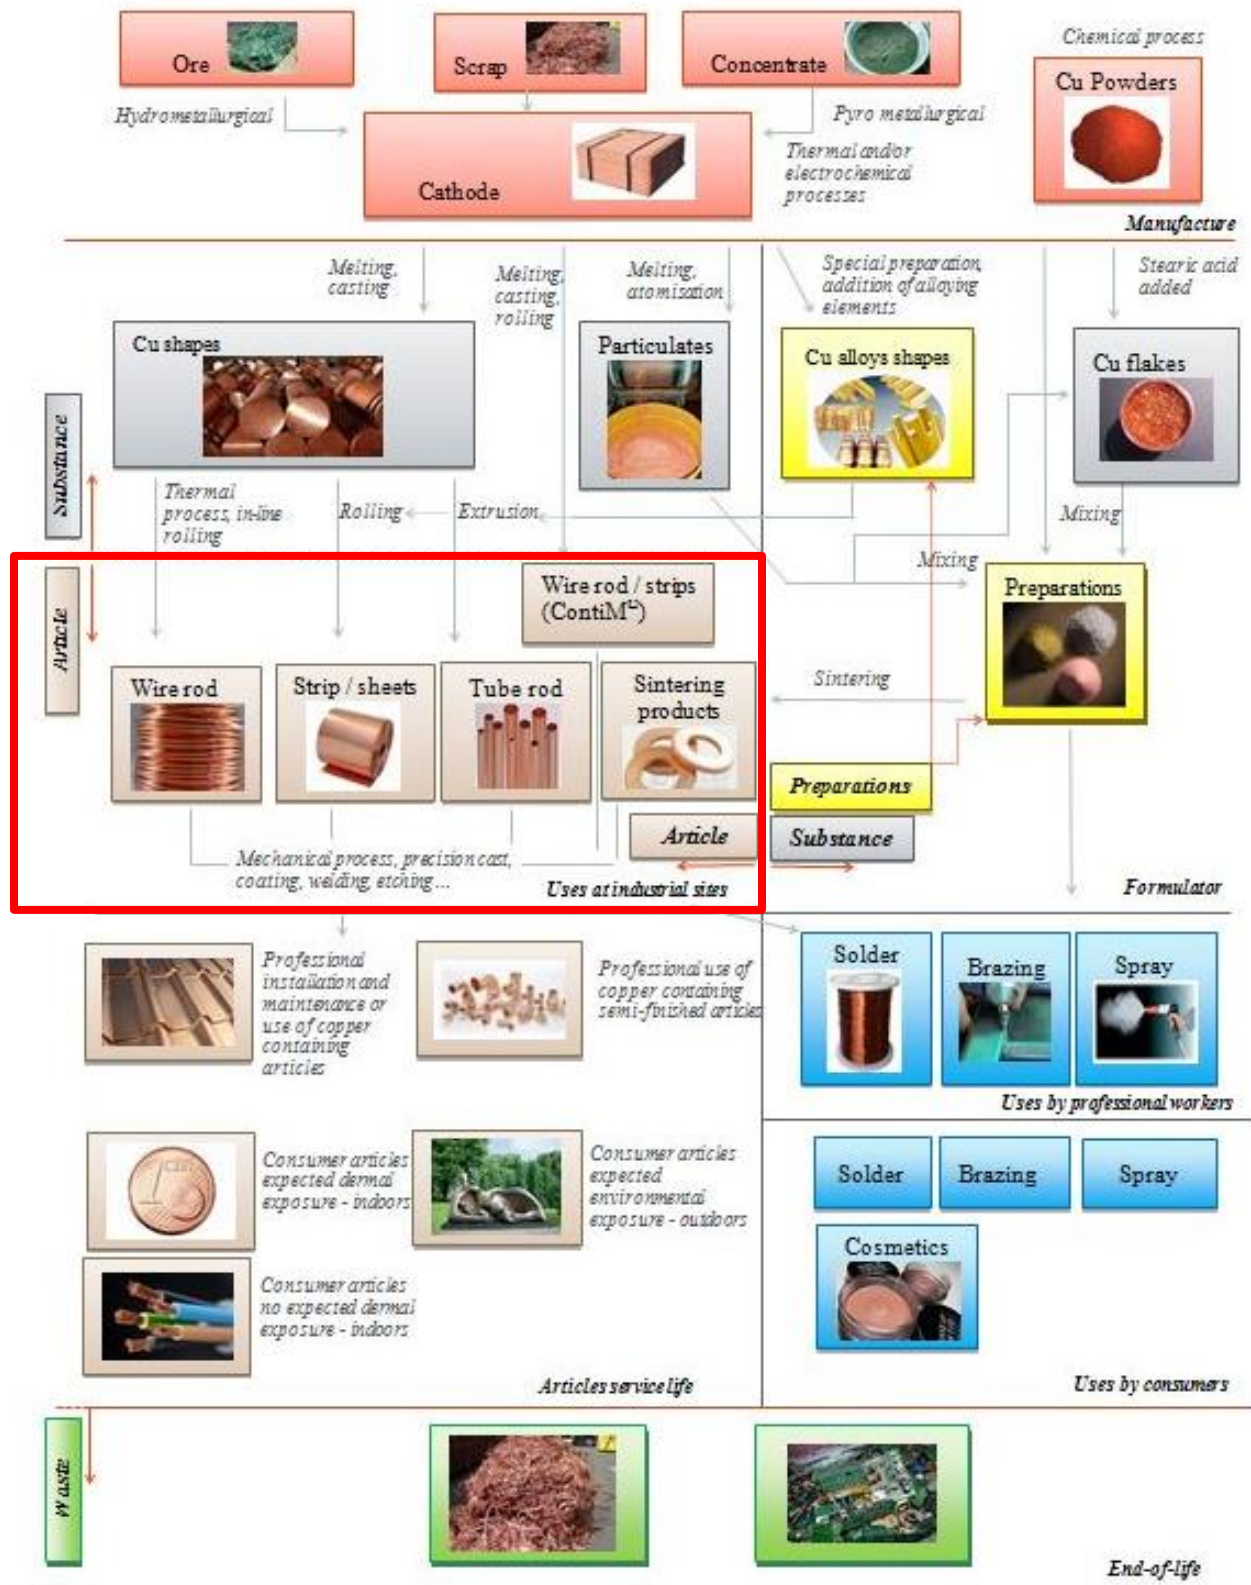 Ore
Scrap
Concentrate
Chemical process
Cu Powders
Hydrometallurgical
Pyro metallurgical
Cathode
Thermal and/or
electrochemical
processes
Manufacture
Melting,
casting
Melting,
casting,
rolling
Melting,
atomisation
Special preparation,
addition of alloying
elements
Stearic acid
added
Cu shapes
Particulates
Cu alloys shapes
Cu flakes
Substance
Thermal
process, in-line
rolling
Rolling
Extrusion
Mixing
Mixing
Article
Wire rod / strips
Preparations
Wire rod
Strip / sheets
Tube rod
Sintering
products
Sintering
Preparations
Article
Substance
Mechanical process, precision cast,
coating, welding, etching...
Uses at industrial sites
Formulator
Professional
installation and
maintenance or
use of copper
containing
articles
Professional use of
copper containing
semi-finished articles
Solder
Brazing
Spray
Uses by professional workers
Consumer articles
expected dermal
exposure - indoors
Consumer articles
expected
environmental
exposure - outdoors
Solder
Brazing
Spray
Cosmetics
Consumer articles
no expected dermal
exposure - indoors
Articles service life
Uses by consumers
Waste
End-of-life